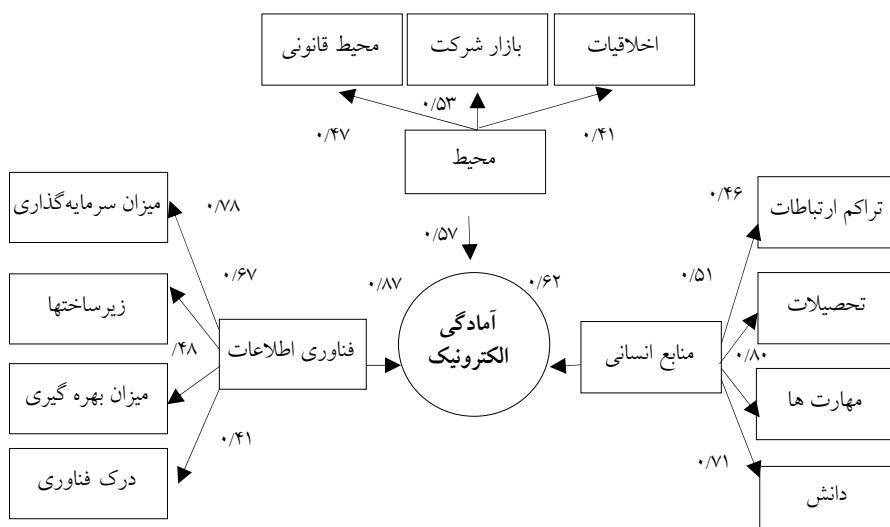 اخلاقیات
بازار شرکت
محیط قانونی
۰/۴۱
۰/۵۳
۰/۴۷
محیط
۰/۵۷
تراکم ارتباطات
۰/۴۶
میزان سرمایه‌گذاری
۰/۷۸
تحصیلات
۰/۵۱
۰/۶۲
۰/۸۷
۰/۶۷
زیرساختها
آمادگی
الکترونیک
منابع انسانی
فناوری اطلاعات
۰/۸۰
/۴۸
مهارت ها
میزان بهره گیری
۰/۷۱
۰/۴۱
دانش
درک فناوری